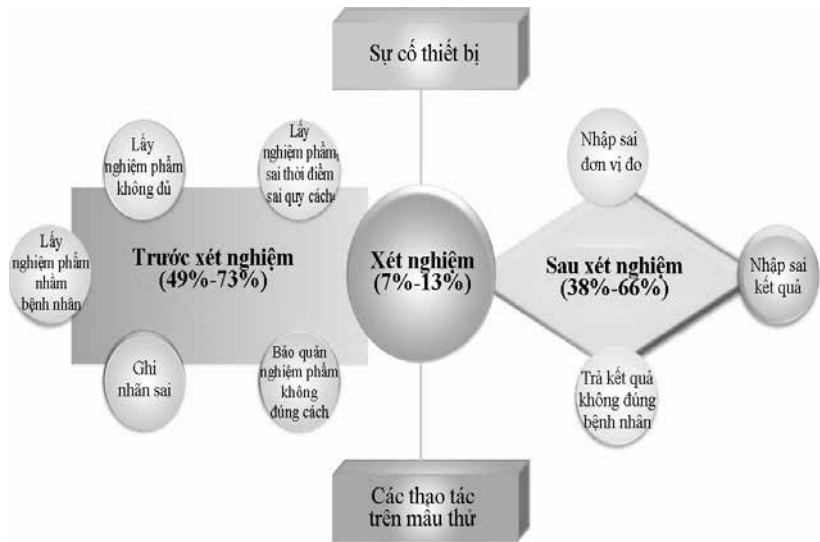 Sự cố thiết bị
Lấy
nghiệm phẩm
không đủ
Lấy
nghiệm phẩm,
sai thời điểm
sai quy cách
Nhập sai
đơn vị đo
Lấy
nghiệm phẩm
nhầm
bệnh nhân
Trước xét nghiệm
(49%-73%)
Xét nghiệm
(7%-13%)
Sau xét nghiệm
(38%-66%)
Nhập sai
kết quả
Ghi
nhãn sai
Bảo quản
nghiệm phẩm
không
đúng cách
Trả kết quả
không đúng
bệnh nhân
Các thao tác
trên mẫu thử